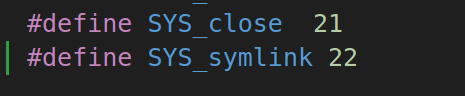 #define SYS_close  21
#define SYS_symlink 22